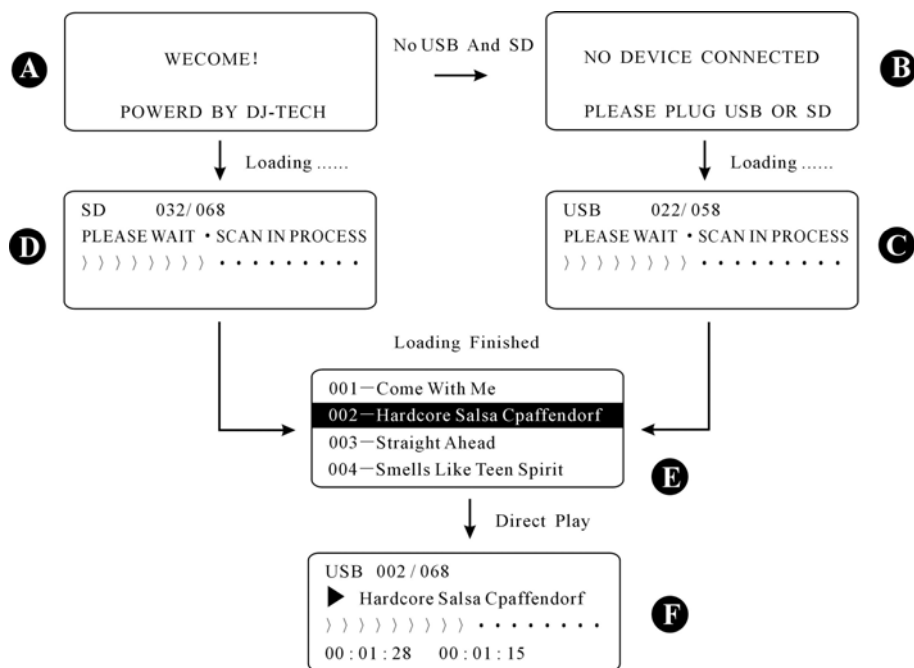 A
WECOME!
POWERD BY DJ-TECH
No USB And SD
NO DEVICE CONNECTED
PLEASE PLUG USB OR SD
B
Loading ......
Loading ......
D
SD 032/068
PLEASE WAIT • SCAN IN PROCESS
〉〉〉〉〉〉〉〉• • • • • • • • •
USB 022/058
PLEASE WAIT • SCAN IN PROCESS
〉〉〉〉〉〉〉〉• • • • • • • • •
C
Loading Finished
001—Come With Me
002—Hardcore Salsa Cpaffendorf
003—Straight Ahead
004—Smells Like Teen Spirit
E
Direct Play
USB 002/068
▶ Hardcore Salsa Cpaffendorf
〉〉〉〉〉〉〉〉〉• • • • • • • •
00:01:28 00:01:15
F